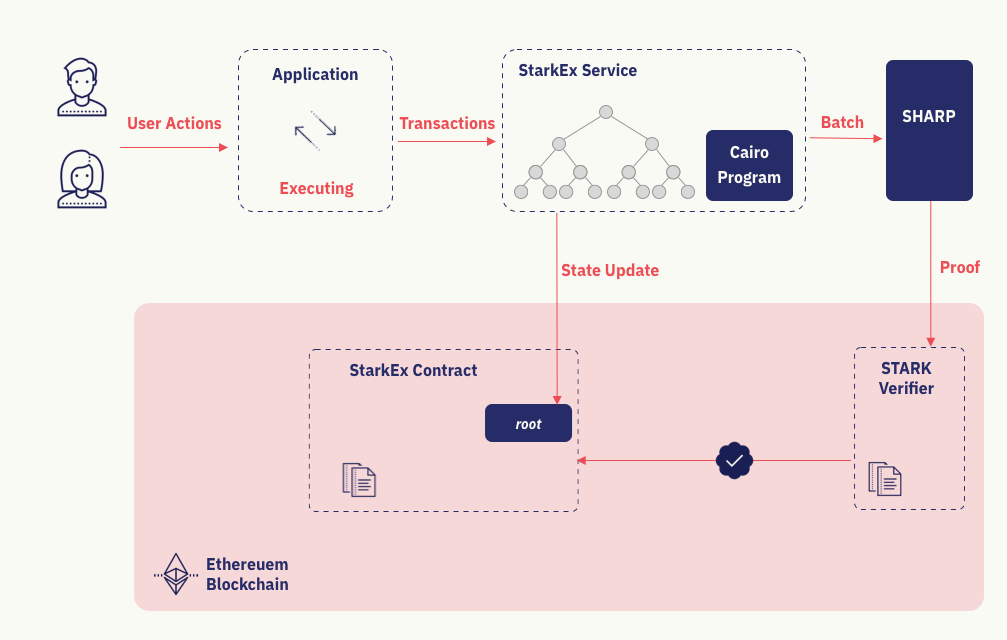 User Actions
Application
Executing
Transactions
StarkEx Service
Cairo
Program
Batch
SHARP
State Update
Proof
StarkEx Contract
root
STARK
Verifier
Ethereuem
Blockchain